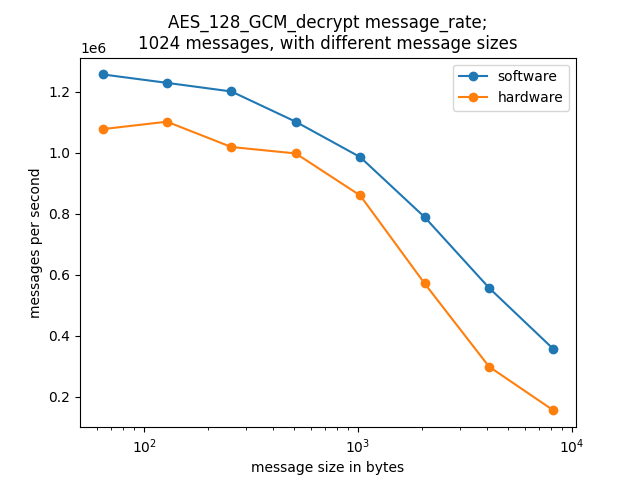 AES_128_GCM_decrypt message_rate;
1024 messages, with different message sizes
1e6
software
hardware
1.2
1.0
0.8
0.6
0.4
0.2
messages per second
10²
10³
10⁴
message size in bytes